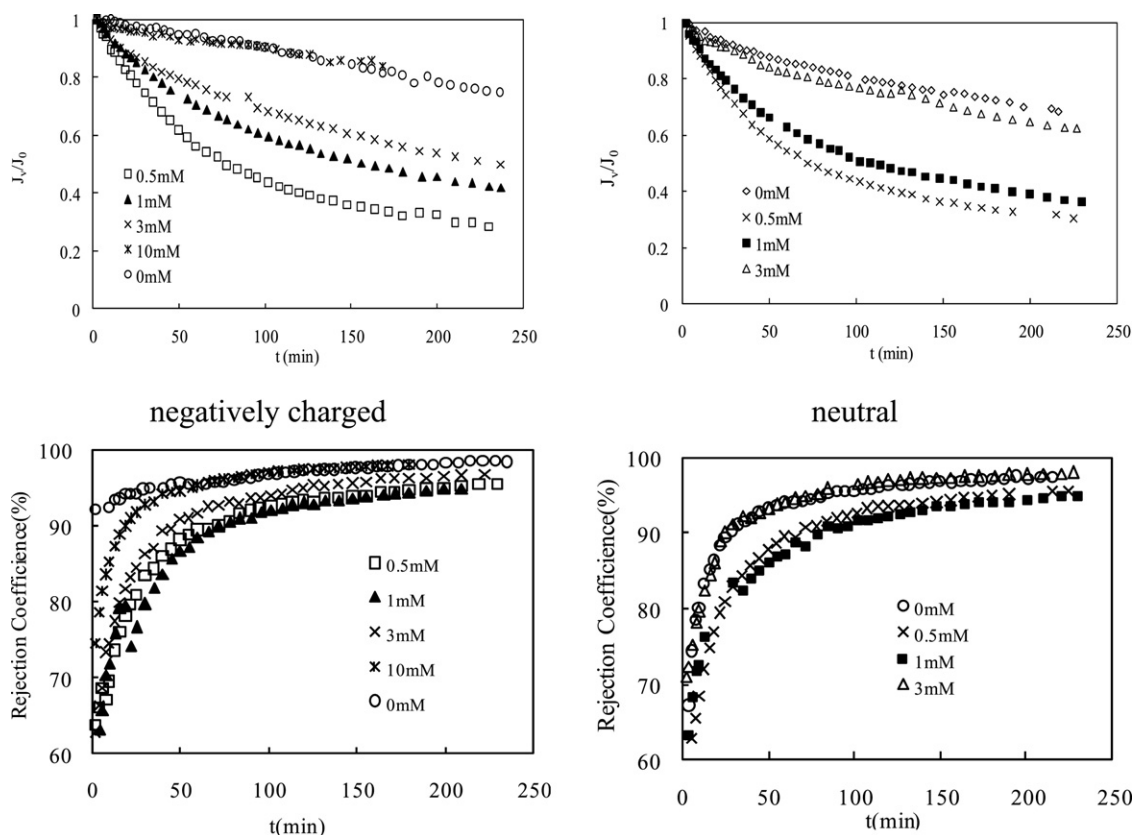 1
0.8
0.6
0.4
0.2
0
Jv/J0
0.5mM
1mM
3mM
10mM
0mM
0 50 100 150 200 250
t (min)
1
0.8
0.6
0.4
0.2
0
Jv/J0
0mM
0.5mM
1mM
3mM
0 50 100 150 200 250
t (min)
negatively charged
neutral
100
90
80
70
60
Rejection Coefficience(%)
0.5mM
1mM
3mM
10mM
0mM
0 50 100 150 200 250
t(min)
100
90
80
70
60
Rejection Coefficience(%)
0mM
0.5mM
1mM
3mM
0 50 100 150 200 250
t(min)